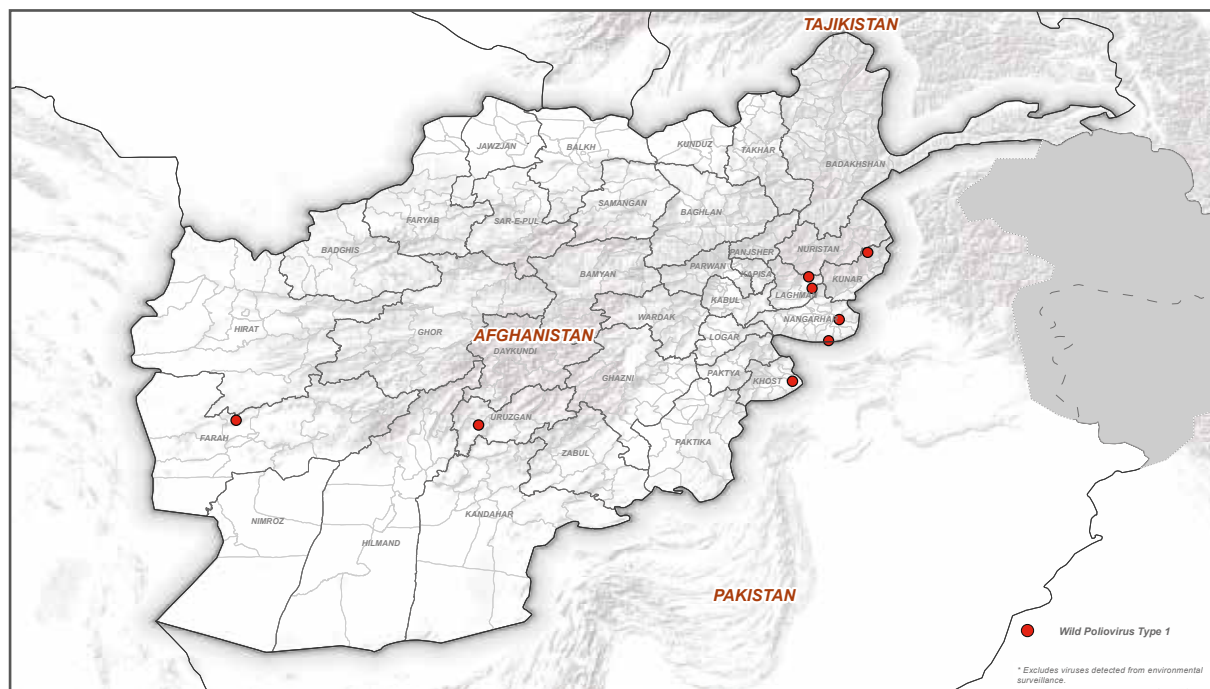 TAJIKISTAN
JAWZJAN
BALKH
KUNDUZ
TAKHAR
BADAKHSHAN
FARYAB
SAR-E-PUL
SAMANGAN
BAGHLAN
BADGHIS
PANJSHER
NURISTAN
BAMYAN
PARWAN
KAPISA
KUNAR
LAGHMAN
KABUL
HIRAT
GHOR
WARDAK
NANGARHAR
AFGHANISTAN
LOGAR
DAYKUNDI
GHAZNI
PAKTYA
KHOST
URUZGAN
FARAH
PAKTIKA
ZABUL
NIMROZ
KANDAHAR
HILMAND
PAKISTAN
Wild Poliovirus Type 1
* Excludes viruses detected from environmental
surveillance.